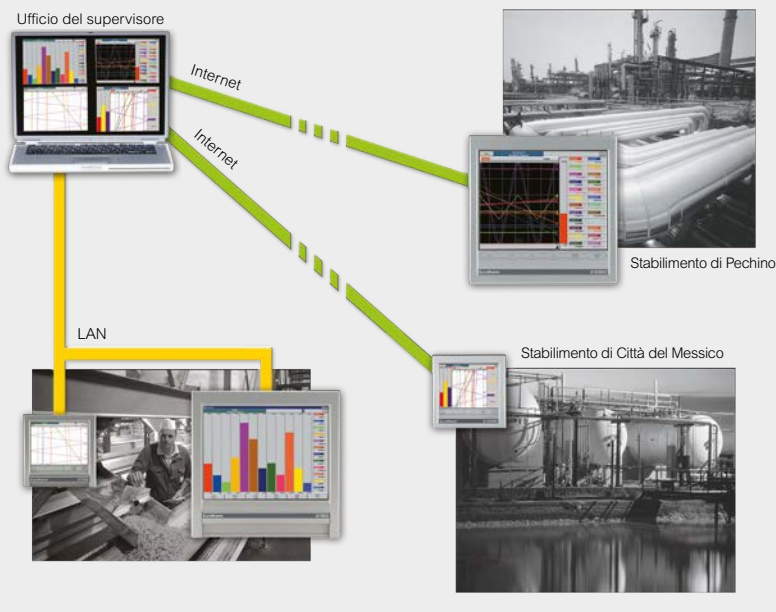 Ufficio del supervisore
Internet
Internet
Stabilimento di Pechino
LAN
Stabilimento di Città del Messico